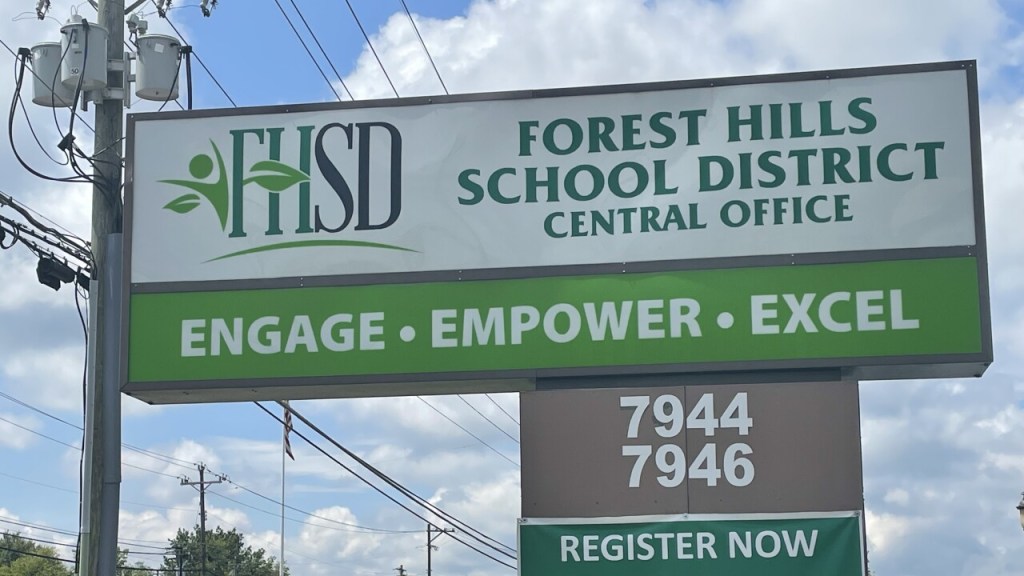 FHSD
FOREST HILLS
SCHOOL DISTRICT
CENTRAL OFFICE
ENGAGE • EMPOWER • EXCEL
7944
7946
REGISTER NOW